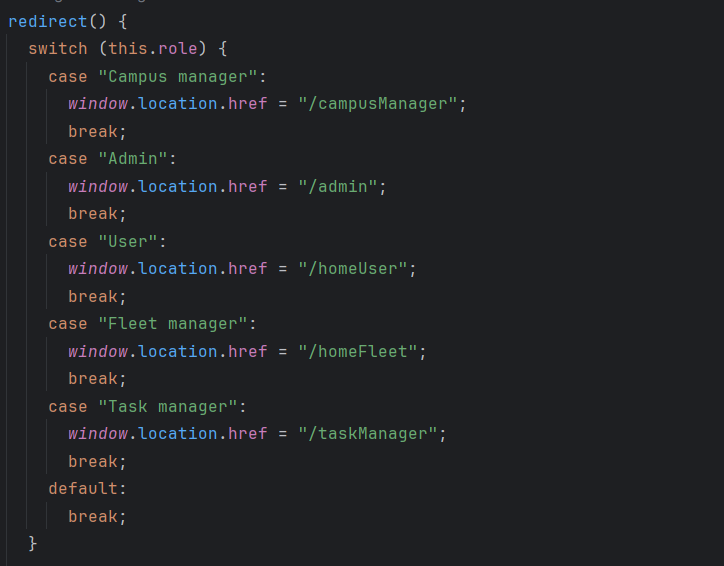 redirect() {
switch (this.role) {
case "Campus manager":
window.location.href = "/campusManager";
break;
case "Admin":
window.location.href = "/admin";
break;
case "User":
window.location.href = "/homeUser";
break;
case "Fleet manager":
window.location.href = "/homeFleet";
break;
case "Task manager":
window.location.href = "/taskManager";
break;
default:
break;
}